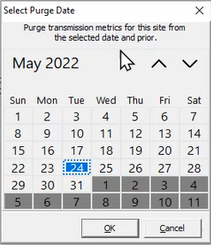 Select Purge Date
Purge transmission metrics for this site from
the selected date and prior.
May 2022
Sun Mon Tue Wed Thu Fri Sat
1 2 3 4 5 6 7
8 9 10 11 12 13 14
15 16 17 18 19 20 21
22 23 24 25 26 27 28
29 30 31 1 2 3 4
5 6 7 8 9 10 11
OK Cancel